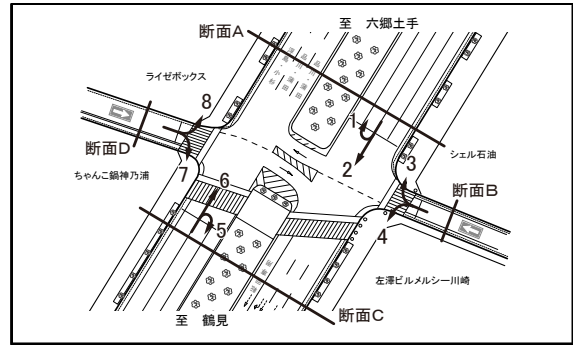 至 六郷土手
断面A
ライゼボックス
8
1
シェル石油
断面D
2
3
ちゃんこ鍋神乃浦
7
6
断面B
5
4
左澤ビルメルシー川崎
断面C
至 鶴見